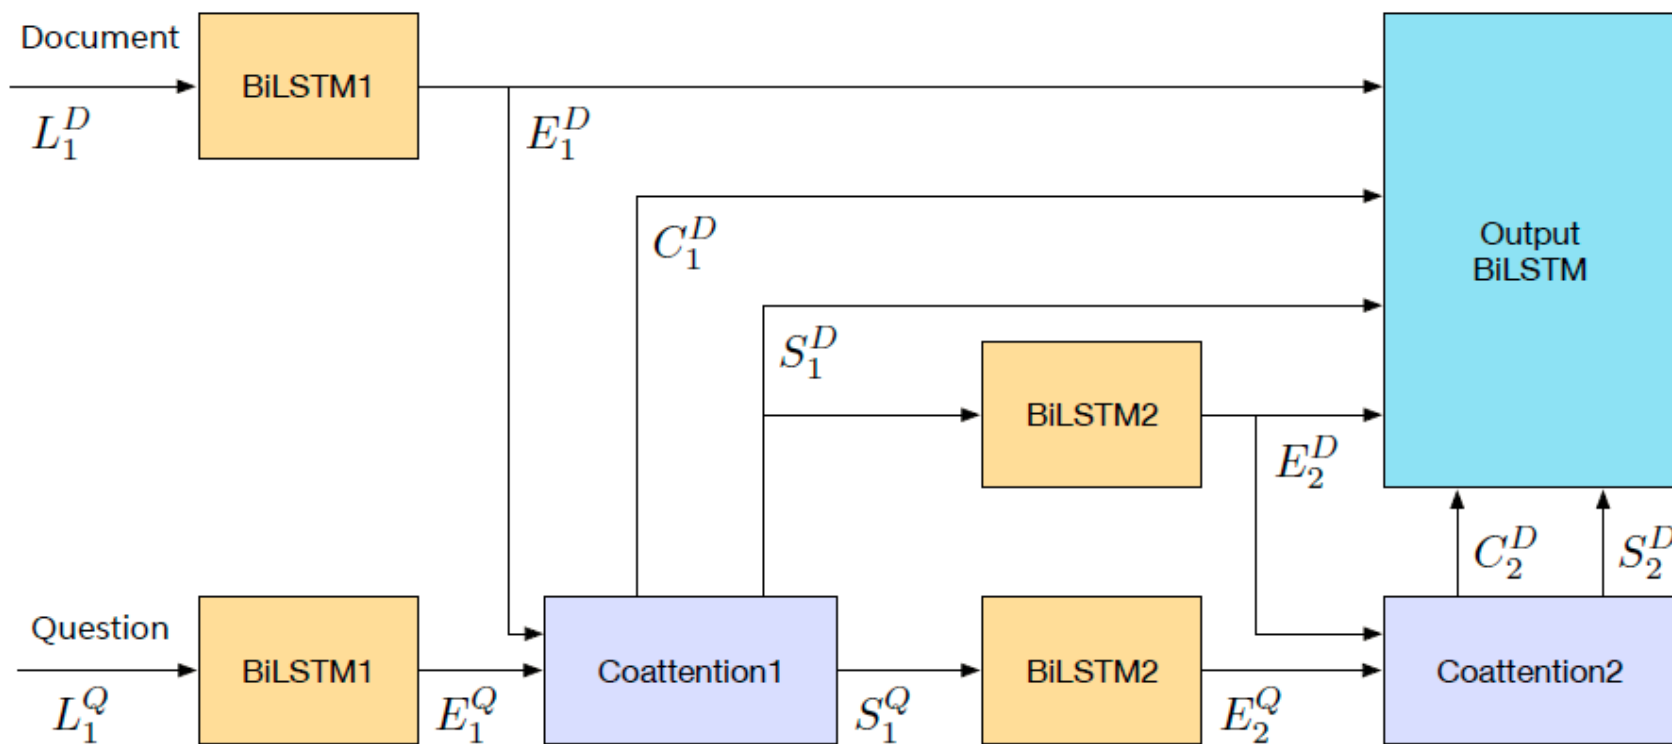 Document
BiLSTM1
L_1^D
E_1^D
C_1^D
Output
BiLSTM
S_1^D
BiLSTM2
E_2^D
C_2^D
S_2^D
Question
BiLSTM1
Coattention1
BiLSTM2
Coattention2
L_1^Q
E_1^Q
S_1^Q
E_2^Q